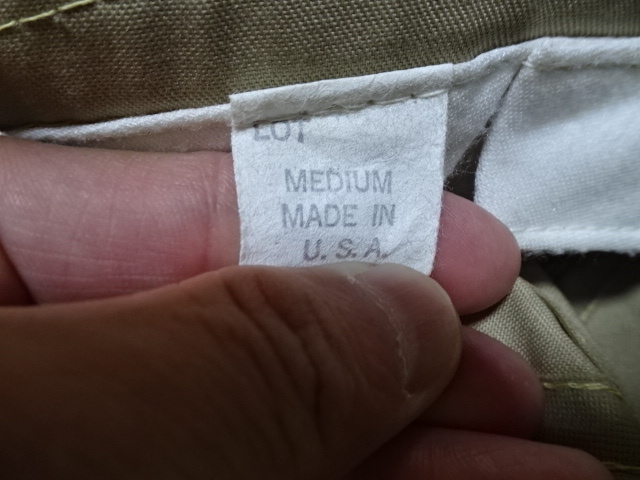 LOT
MEDIUM
MADE IN
U. S. A.